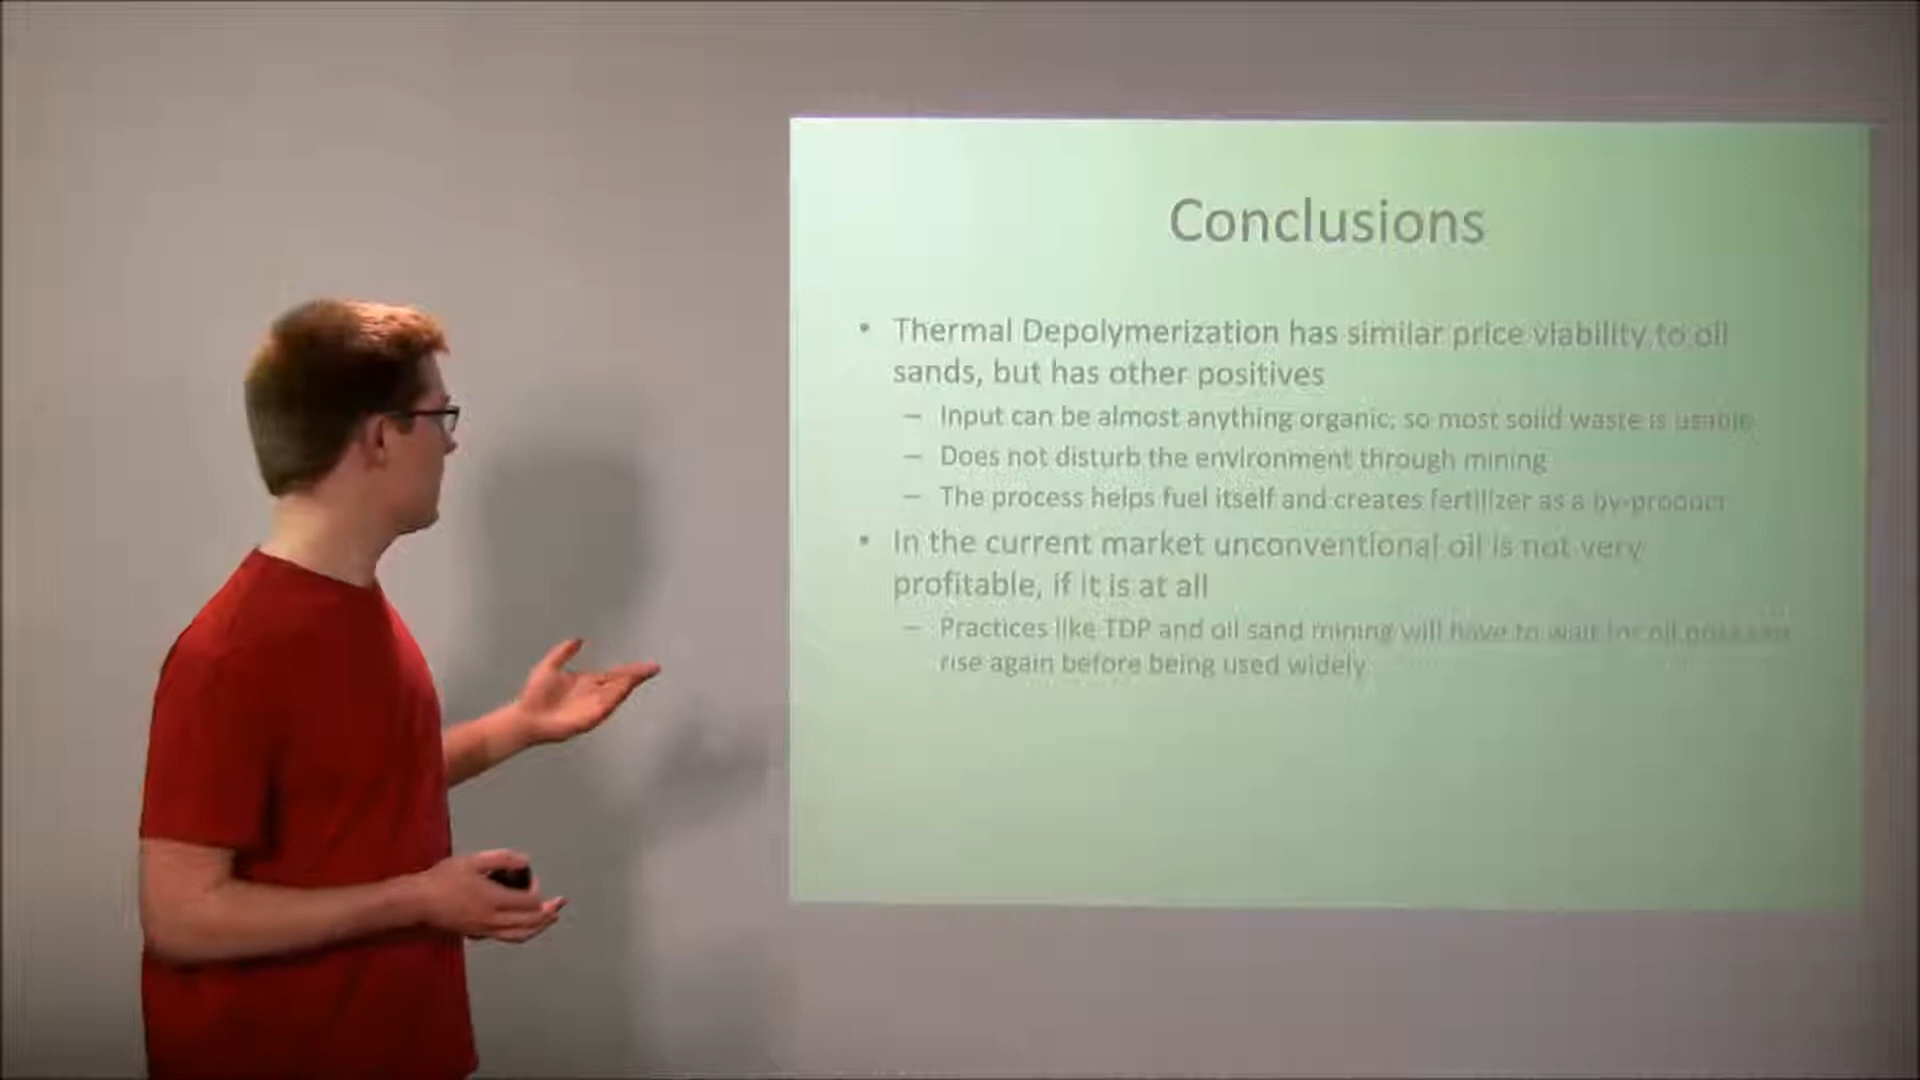 Conclusions
• Thermal Depolymerization has similar price viability to oil
sands, but has other positives
– Input can be almost anything organic; so most solid waste is usable
– Does not disturb the environment through mining
– The process helps fuel itself and creates fertilizer as a by-product
• In the current market unconventional oil is not very
profitable, if it is at all
– Practices like TDP and oil sand mining will have to wait for oil
rise again before being used widely